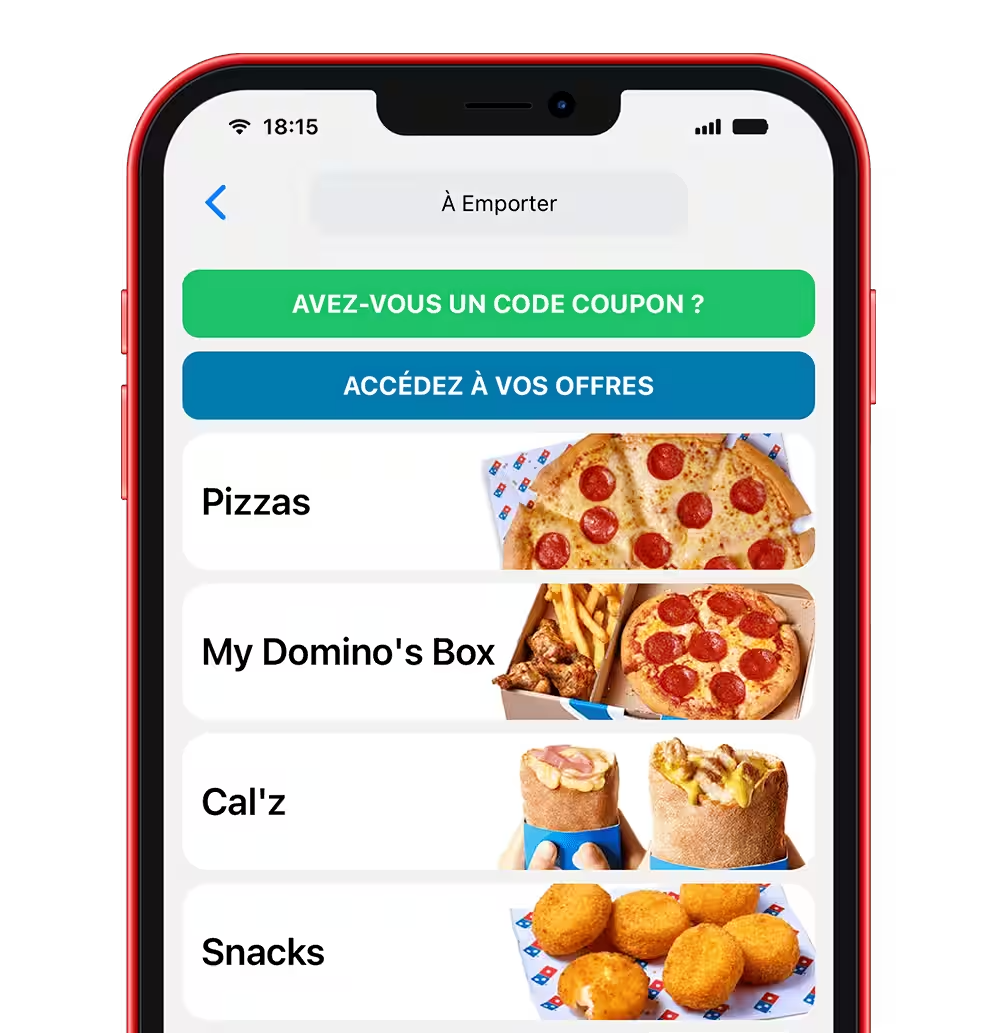 18:15
À Emporter
AVEZ-VOUS UN CODE COUPON ?
ACCÉDEZ À VOS OFFRES
Pizzas
My Domino's Box
Cal'z
Snacks